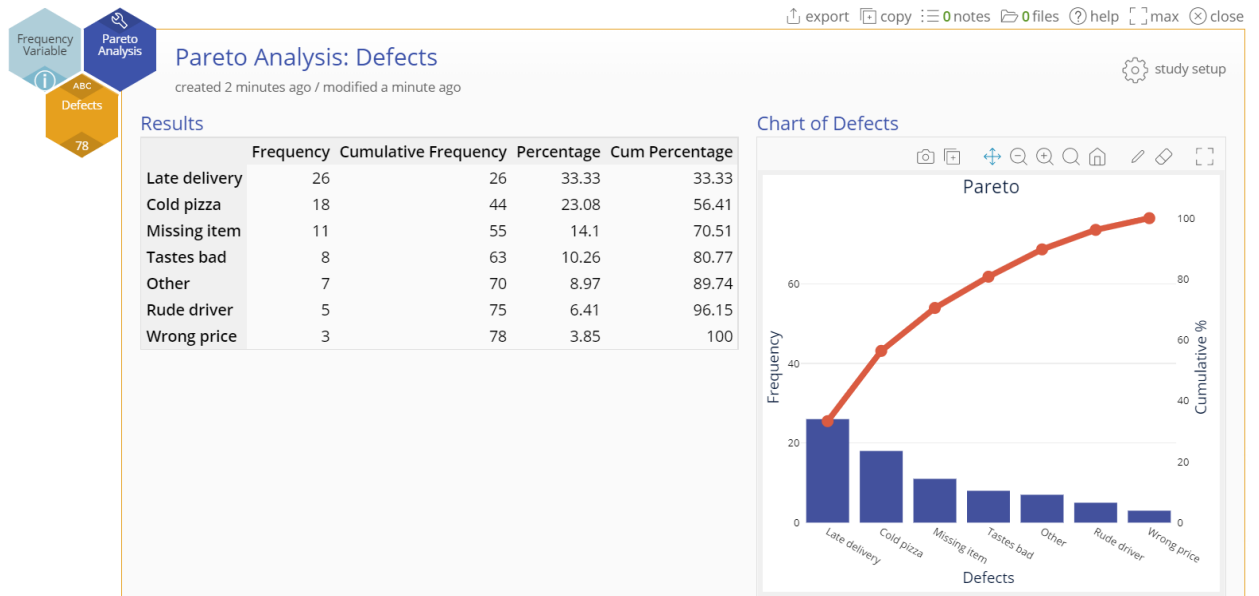 export copy 0 notes 0 files help max close
Frequency
Variable
Pareto
Analysis
ABC
Defects
78
Pareto Analysis: Defects
created 2 minutes ago / modified a minute ago
study setup
Results
Frequency Cumulative Frequency Percentage Cum Percentage
Late delivery 26 26 33.33 33.33
Cold pizza 18 44 23.08 56.41
Missing item 11 55 14.1 70.51
Tastes bad 8 63 10.26 80.77
Other 7 70 8.97 89.74
Rude driver 5 75 6.41 96.15
Wrong price 3 78 3.85 100
Chart of Defects
Pareto
Frequency
60
40
20
0
100
80
60
40
20
0
Cumulative %
Late delivery
Cold pizza
Missing item
Tastes bad
Other
Rude driver
Wrong price
Defects